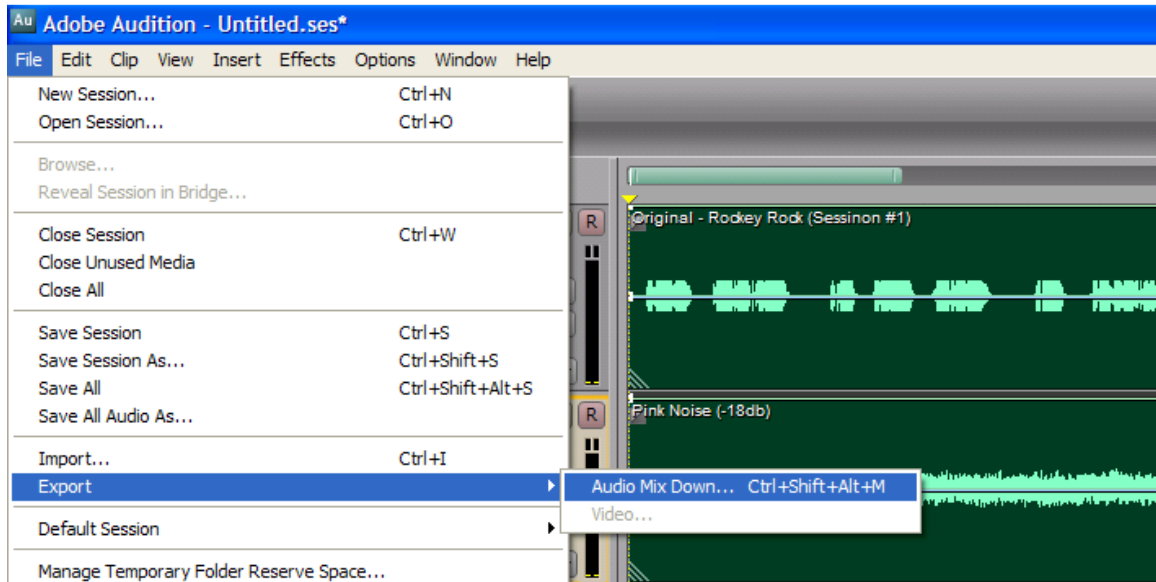 Au Adobe Audition - Untitled.ses*
File Edit Clip View Insert Effects Options Window Help
New Session... Ctrl+N
Open Session... Ctrl+O
Browse...
Reveal Session in Bridge...
Close Session Ctrl+W
Close Unused Media
Close All
Save Session Ctrl+S
Save Session As... Ctrl+Shift+S
Save All Ctrl+Shift+Alt+S
Save All Audio As...
Import... Ctrl+I
Export
Audio Mix Down... Ctrl+Shift+Alt+M
Video...
Default Session
Manage Temporary Folder Reserve Space...
R
Original - Rockey Rock (Sessinon #1)
R
Pink Noise (-18db)